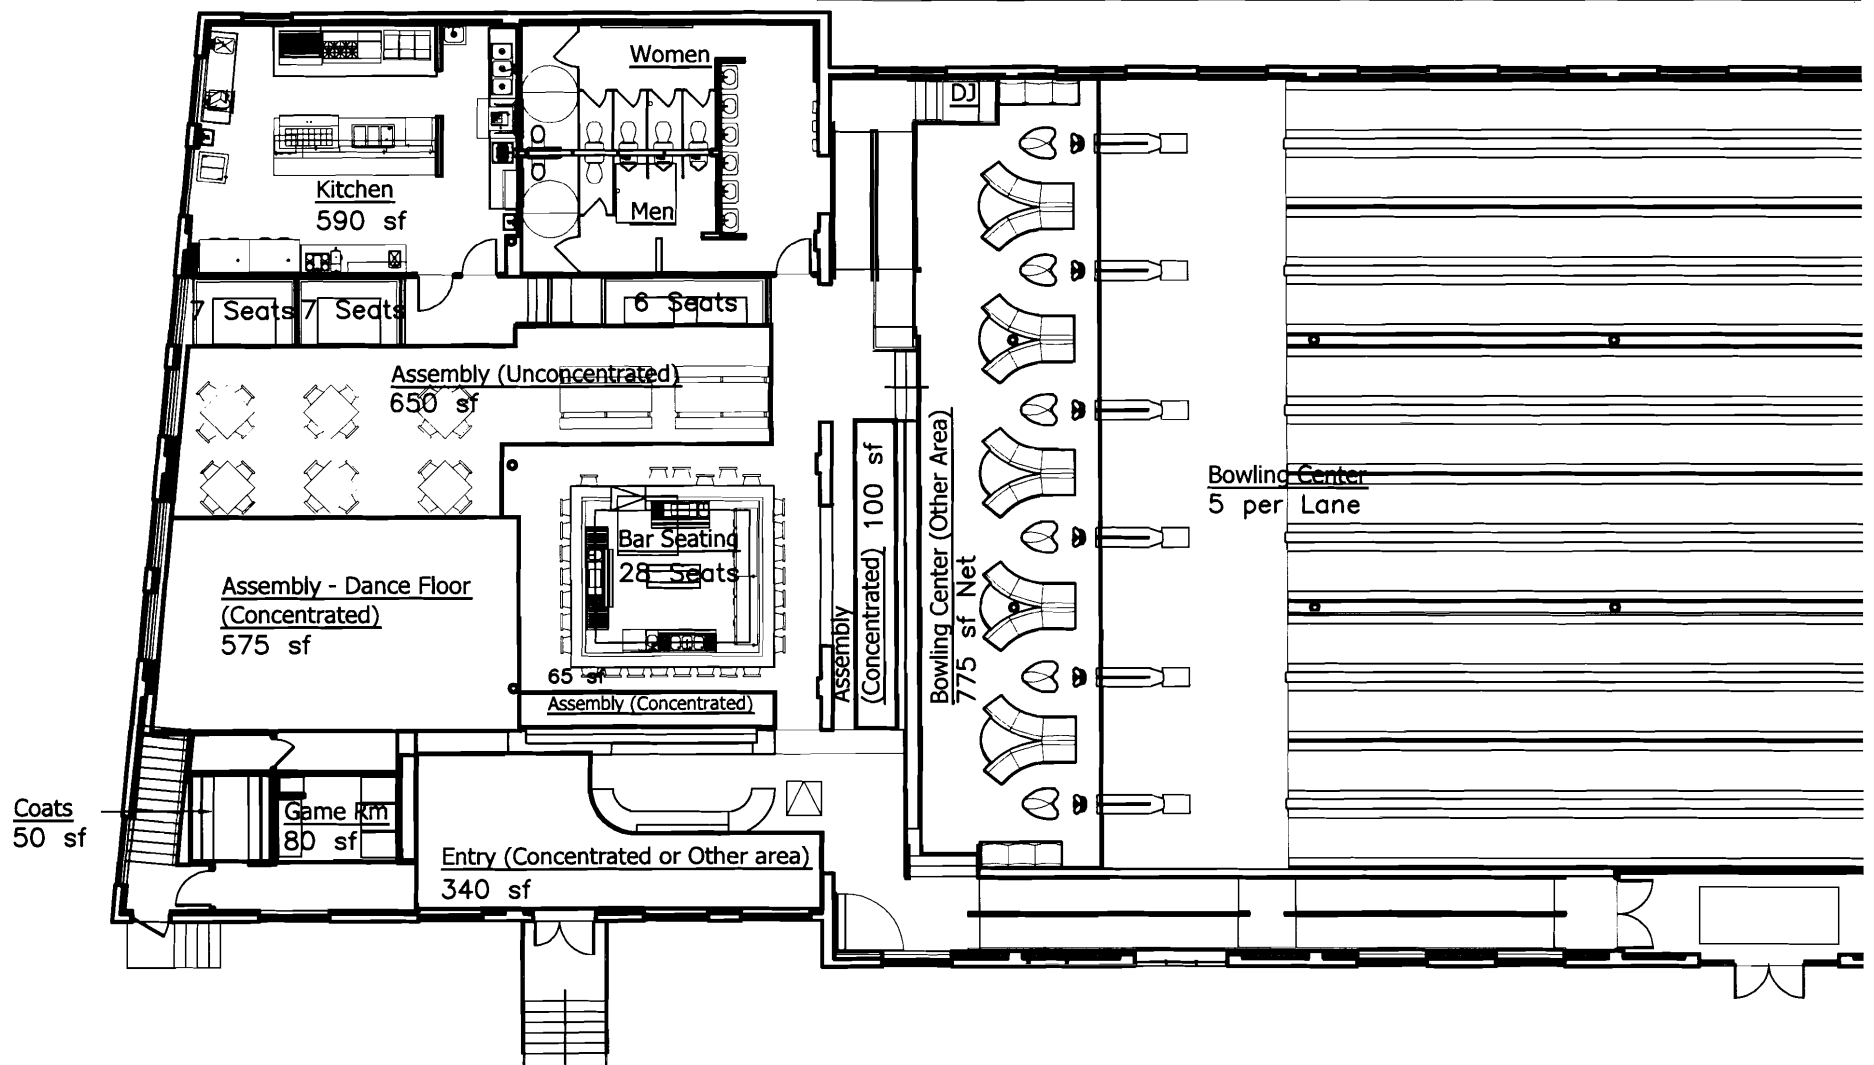 Women
DJ
Kitchen
590 sf
Men
7 Seats
7 Seats
6 Seats
Assembly (Unconcentrated)
650 sf
Bar Seating
28 Seats
Assembly - Dance Floor
(Concentrated)
575 sf
65 sf
Assembly (Concentrated)
Assembly
(Concentrated) 100 sf
Bowling Center (Other Area)
775 sf Net
Bowling Center
5 per Lane
Coats
50 sf
Game Rm
80 sf
Entry (Concentrated or Other area)
340 sf